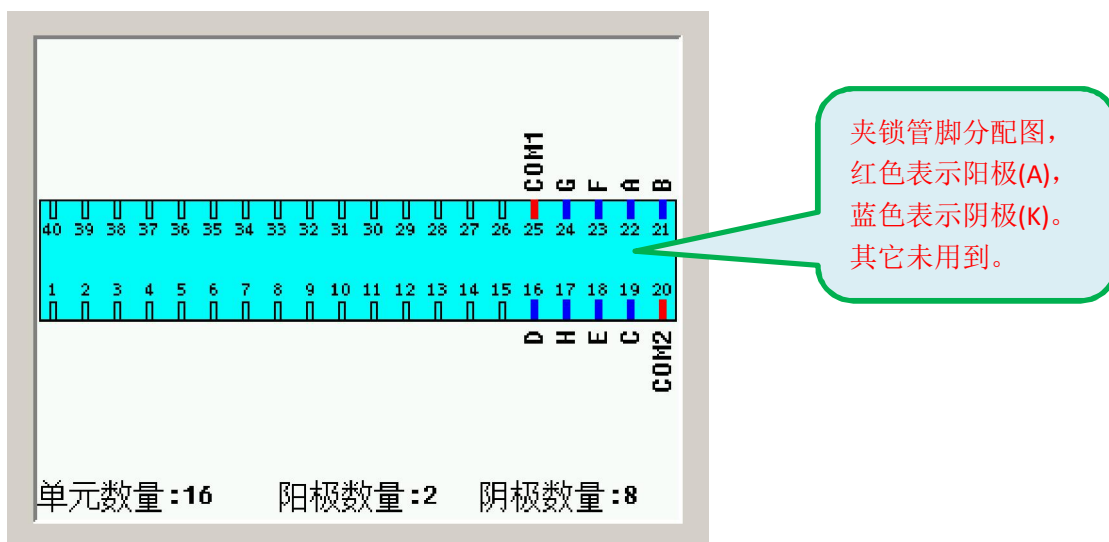 COM1 G F A B
40 39 38 37 36 35 34 33 32 31 30 29 28 27 26 25 24 23 22 21
1 2 3 4 5 6 7 8 9 10 11 12 13 14 15 16 17 18 19 20
D H E C COM2
单元数量:16 阳极数量:2 阴极数量:8
夹锁管脚分配图,
红色表示阳极(A),
蓝色表示阴极(K)。
其它未用到。